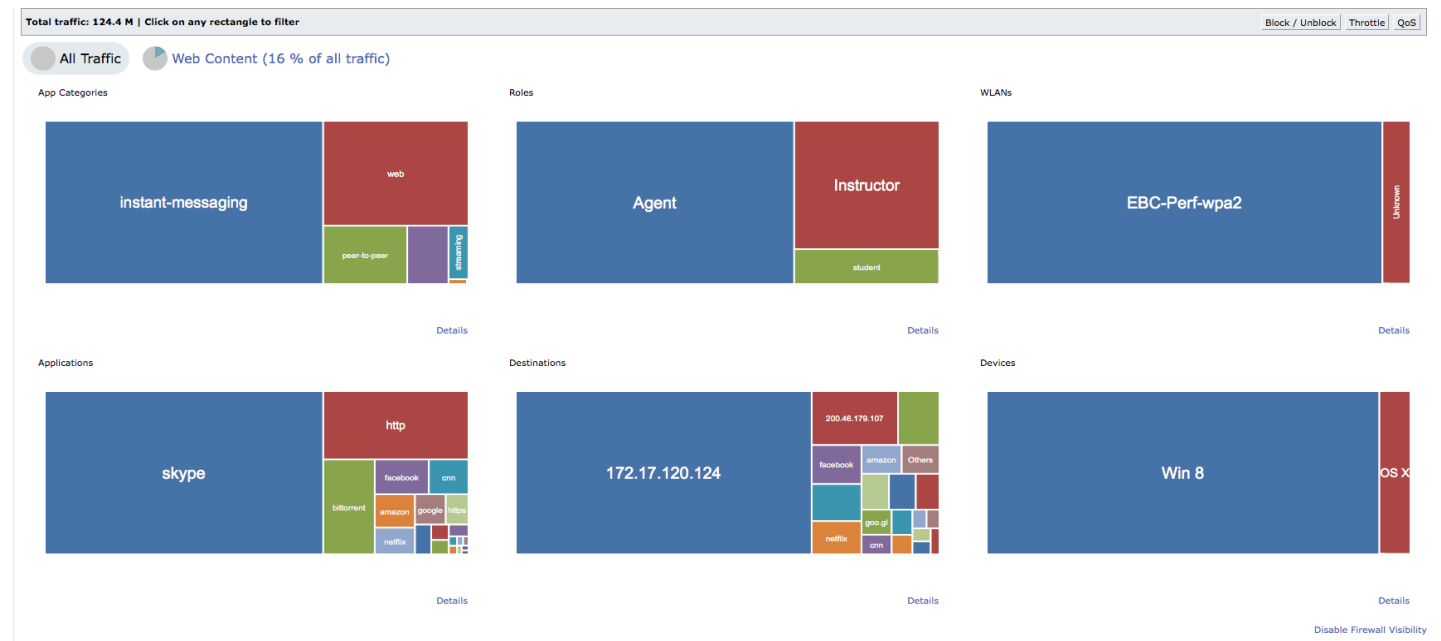 Total traffic: 124.4 M | Click on any rectangle to filter
Block / Unblock
Throttle
QoS
All Traffic
Web Content (16 % of all traffic)
App Categories
instant-messaging
web
peer-to-peer
streaming
Details
Roles
Agent
Instructor
student
Details
WLANs
EBC-Perf-wpa2
Unknown
Details
Applications
skype
http
bittorrent
facebook
cnn
amazon
google
https
netflix
Details
Destinations
172.17.120.124
200.46.179.107
facebook
amazon
Others
goo.gl
netflix
cnn
Details
Devices
Win 8
OS X
Details
Disable Firewall Visibility